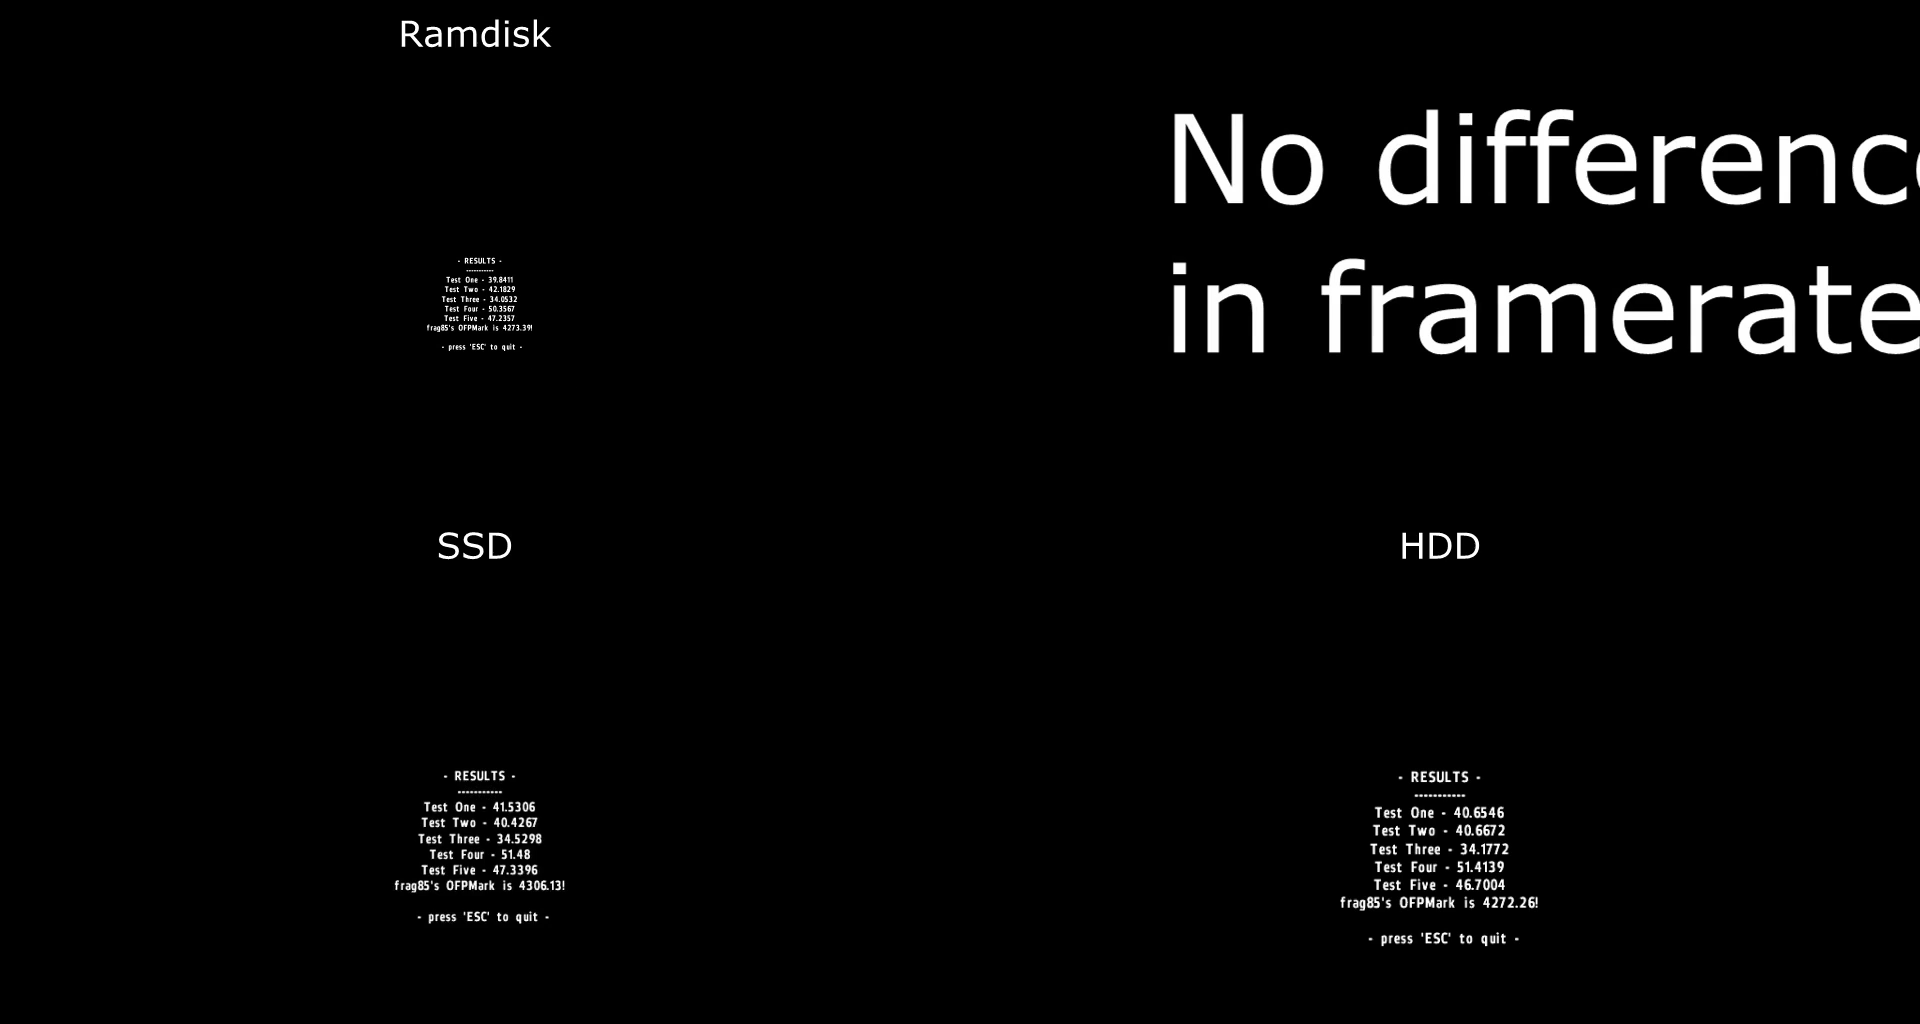 Ramdisk
No differenc
in framerate
- RESULTS -
-----------
Test One - 39.8411
Test Two - 42.1829
Test Three - 34.0532
Test Four - 50.3567
Test Five - 47.2357
frag85's OFPMark is 4273.39!
- press 'ESC' to quit -
SSD
- RESULTS -
-----------
Test One - 41.5306
Test Two - 40.4267
Test Three - 34.5298
Test Four - 51.48
Test Five - 47.3396
frag85's OFPMark is 4306.13!
- press 'ESC' to quit -
HDD
- RESULTS -
-----------
Test One - 40.6546
Test Two - 40.6672
Test Three - 34.1772
Test Four - 51.4139
Test Five - 46.7004
frag85's OFPMark is 4272.26!
- press 'ESC' to quit -